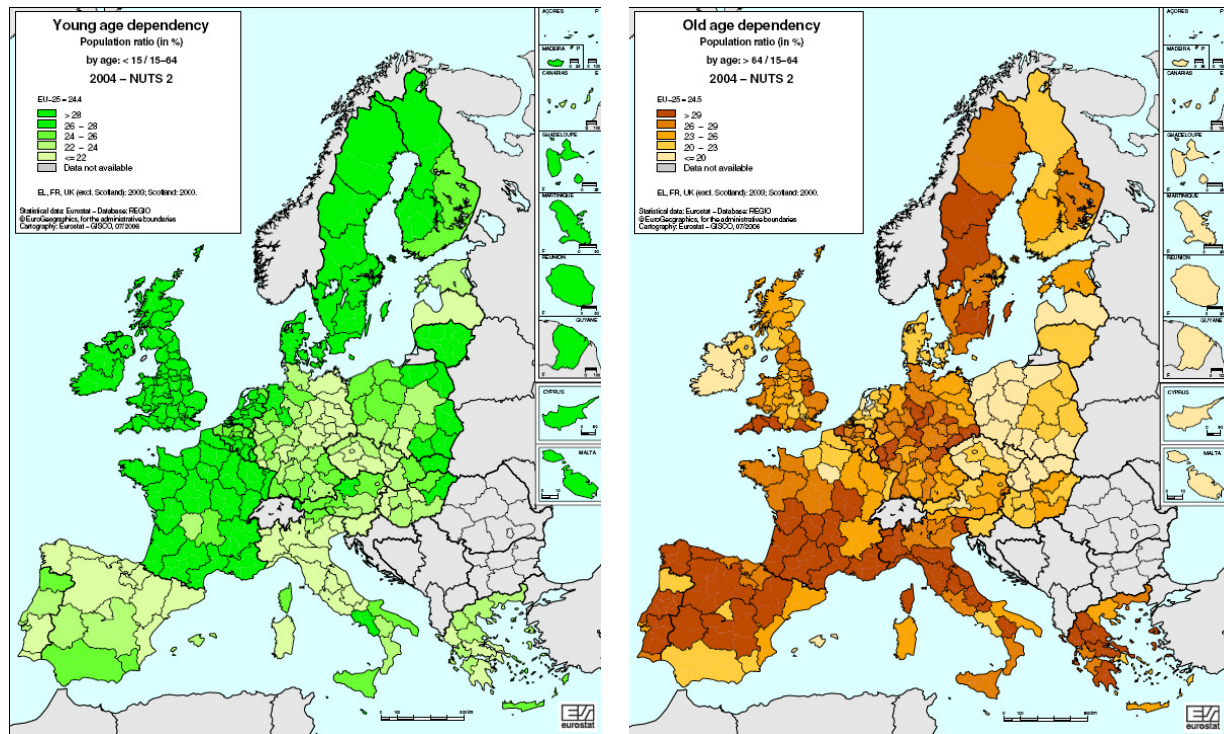 Young age dependency
Population ratio (in %)
by age: < 15 / 15–64
2004 – NUTS 2
EU–25 = 24.4
> 28
26 – 28
24 – 26
22 – 24
<= 22
Data not available
EL, FR, UK (excl. Scotland): 2003; Scotland: 2000.
Statistical data: Eurostat – Database: REGIO
© EuroGeographics, for the administrative boundaries
Cartography: Eurostat – GISCO, 07/2006
AÇORES P
MADEIRA P
CANARIAS E
GUADELOUPE
F
MARTINIQUE
F
REUNION
F
GUYANE
F
CYPRUS
MALTA
eurostat
Old age dependency
Population ratio (in %)
by age: > 64 / 15–64
2004 – NUTS 2
EU–25 = 24.5
> 29
26 – 29
23 – 26
20 – 23
<= 20
Data not available
EL, FR, UK (excl. Scotland): 2003; Scotland: 2000.
Statistical data: Eurostat – Database: REGIO
© EuroGeographics, for the administrative boundaries
Cartography: Eurostat – GISCO, 07/2006
AÇORES P
MADEIRA P
CANARIAS E
GUADELOUPE
F
MARTINIQUE
F
REUNION
F
GUYANE
F
CYPRUS
MALTA
eurostat